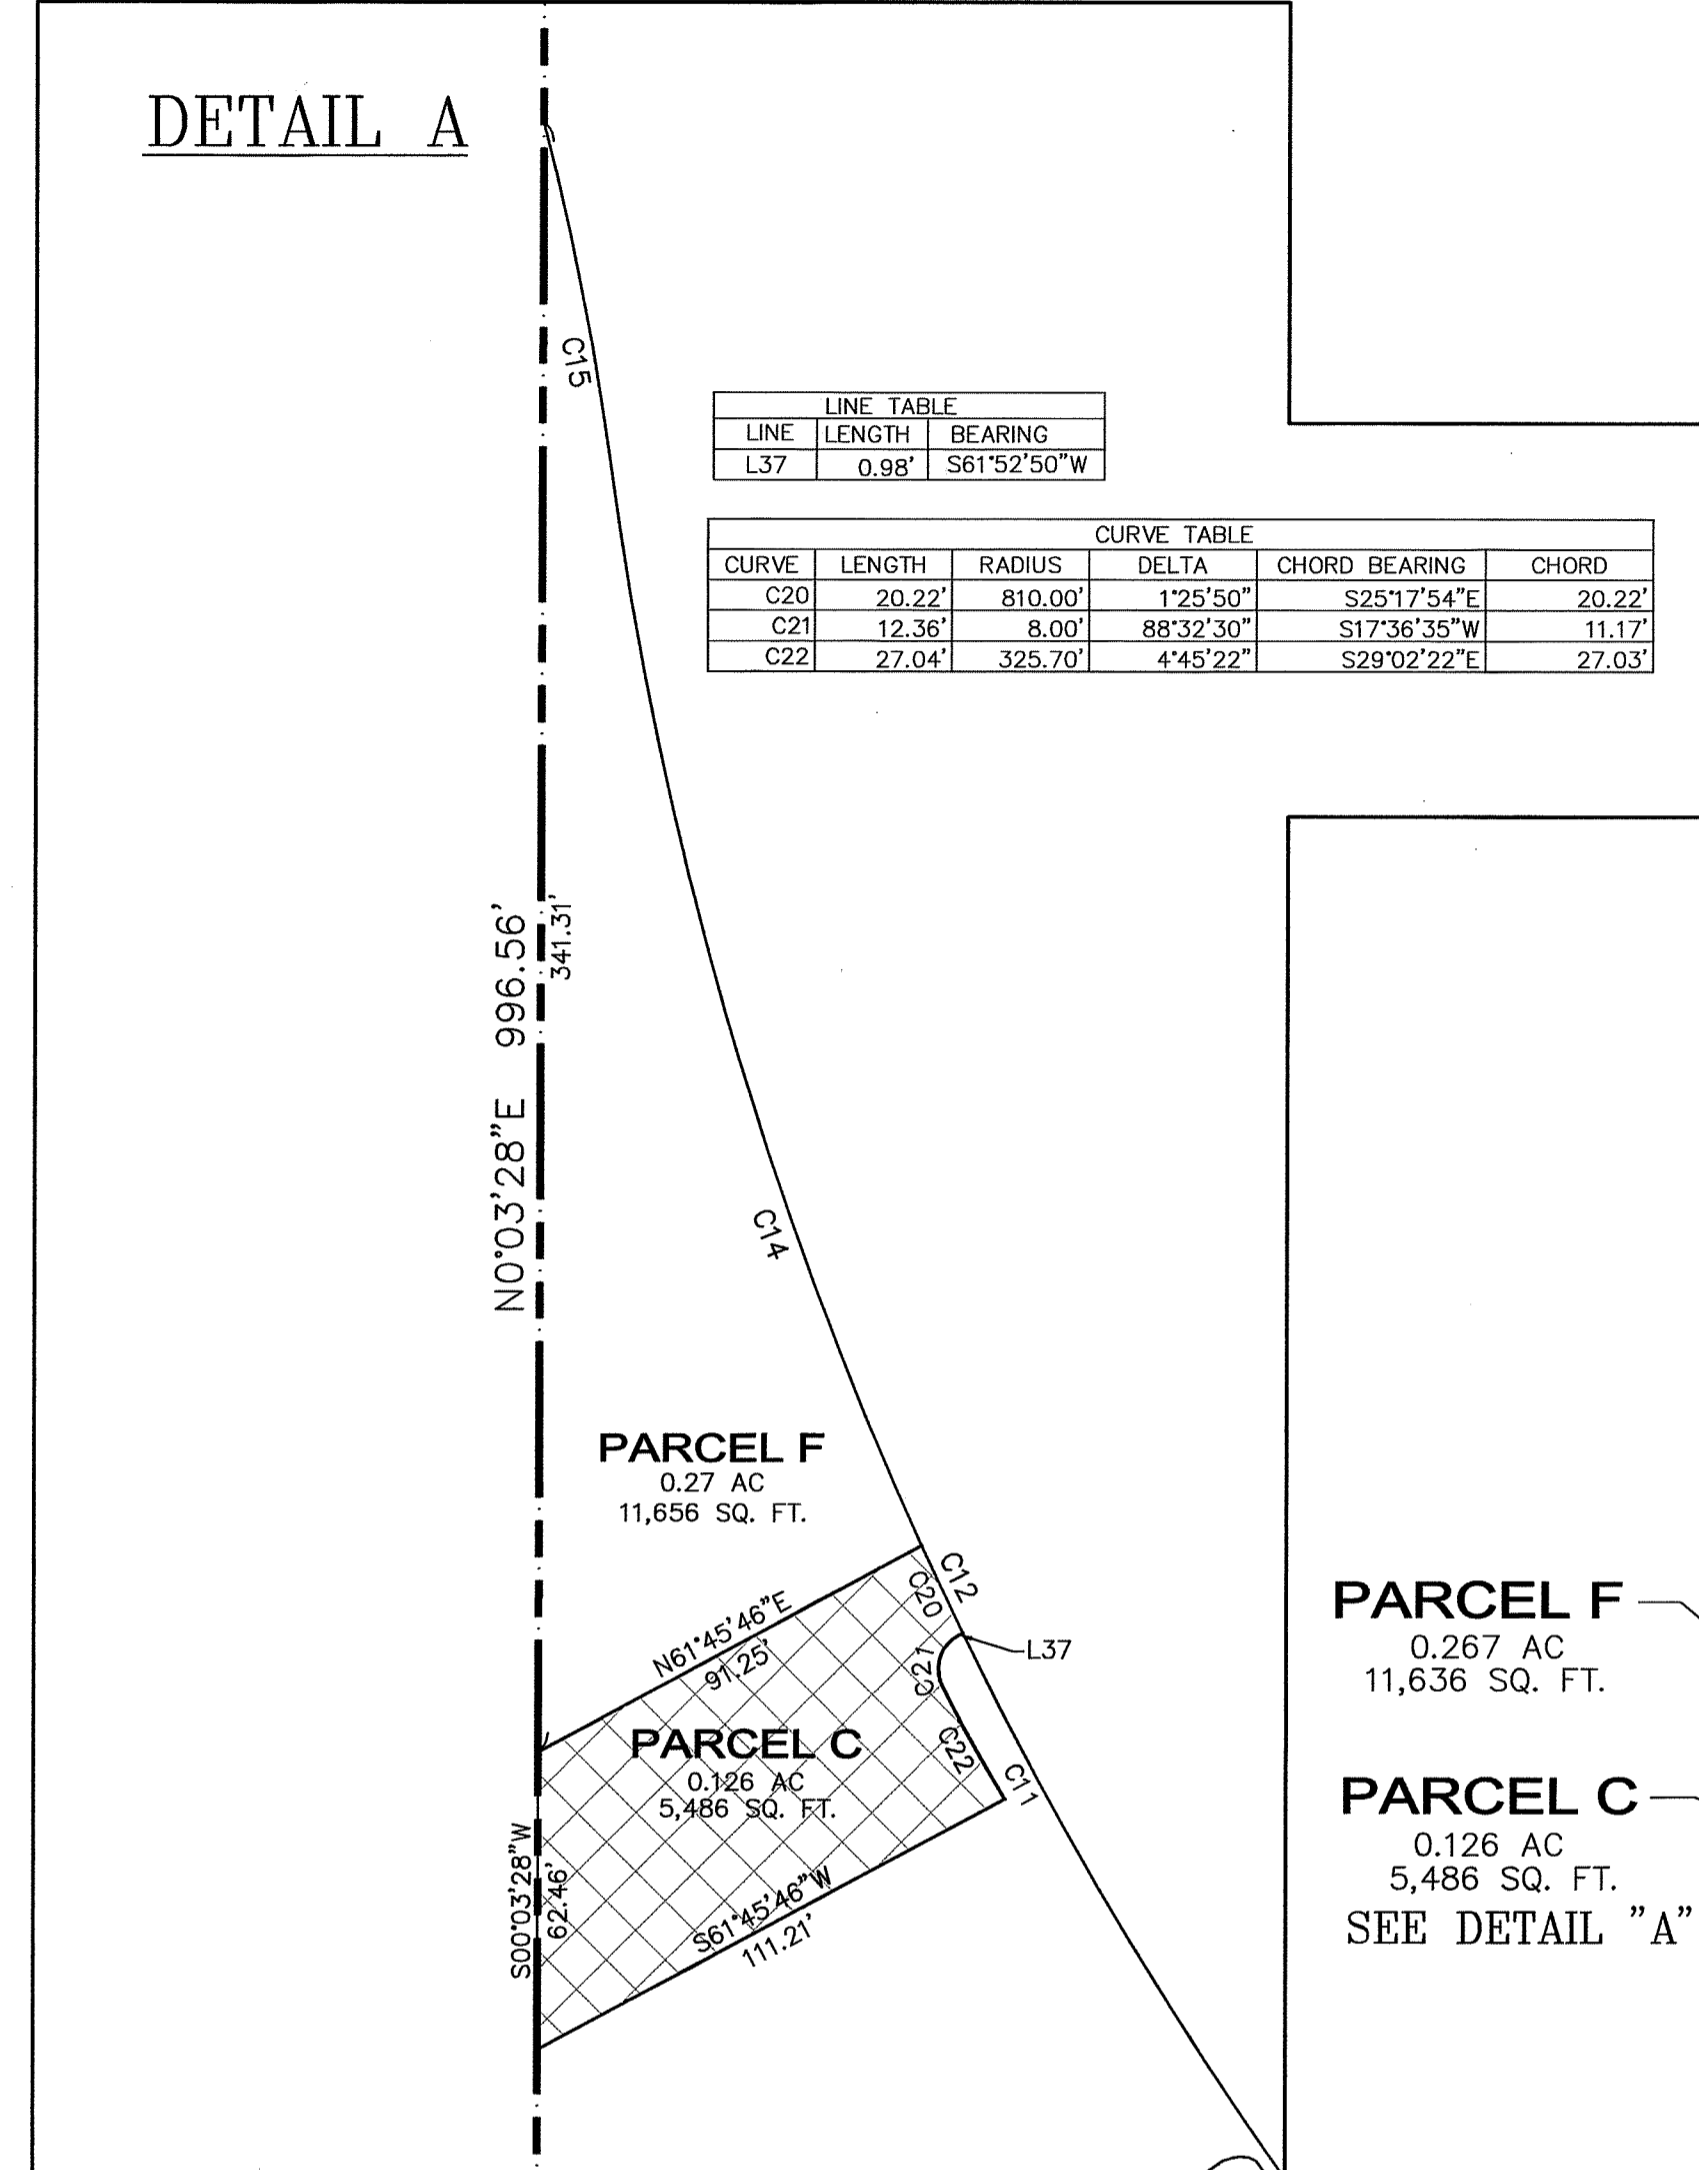 DETAIL A
C15
LINE TABLE
LINE LENGTH BEARING
L37 0.98' S61°52'50"W
CURVE TABLE
CURVE LENGTH RADIUS DELTA CHORD BEARING CHORD
C20 20.22' 810.00' 1°25'50" S25°17'54"E 20.22'
C21 12.36' 8.00' 88°32'30" S17°36'35"W 11.17'
C22 27.04' 325.70' 4°45'22" S29°02'22"E 27.03'
N0°03'28"E 996.56'
341.31'
C14
PARCEL F
0.27 AC
11,656 SQ. FT.
C12
C20
N61°45'46"E
91.25'
L37
C21
PARCEL C
0.126 AC
5,486 SQ. FT.
C22
C11
S00°03'28"W
62.46'
S61°45'46"W
111.21'
PARCEL F
0.267 AC
11,636 SQ. FT.
PARCEL C
0.126 AC
5,486 SQ. FT.
SEE DETAIL "A"